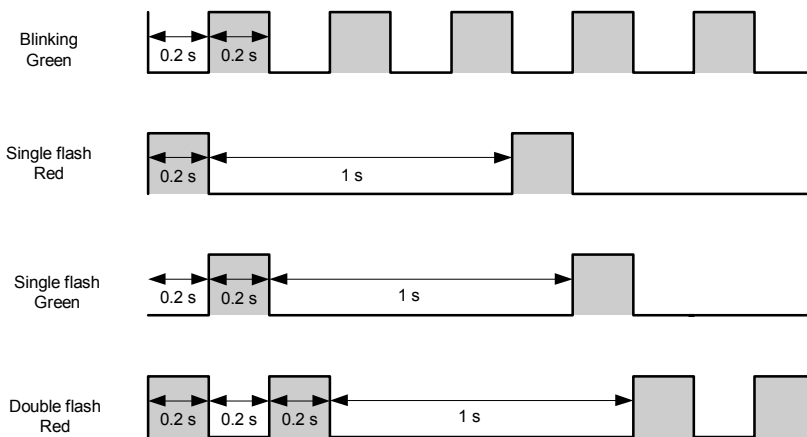 Blinking
Green
0.2 s 0.2 s
Single flash
Red
0.2 s 1 s
Single flash
Green
0.2 s 0.2 s 1 s
Double flash
Red
0.2 s 0.2 s 0.2 s 1 s